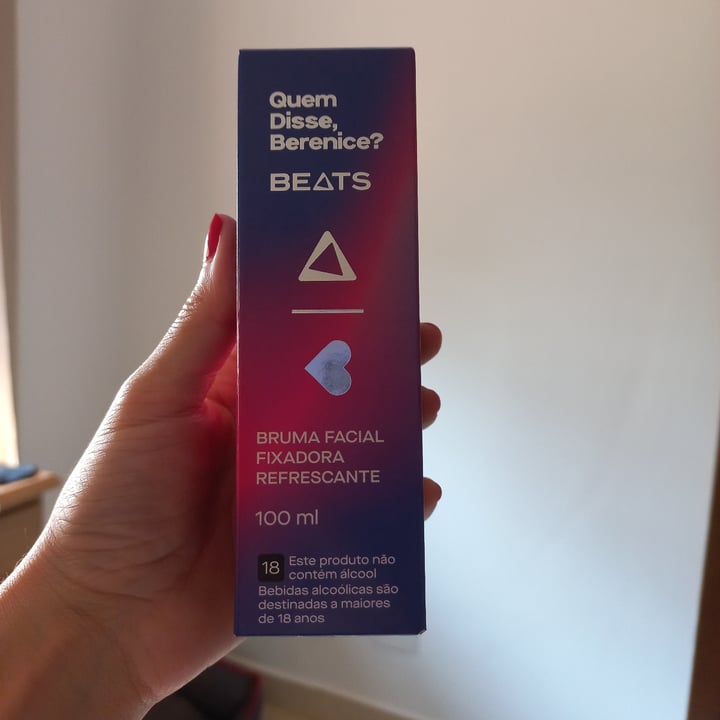 Quem
Disse,
Berenice?
BEATS
BRUMA FACIAL
FIXADORA
REFRESCANTE
100 ml
18 Este produto não
contém álcool
Bebidas alcoólicas são
destinadas a maiores
de 18 anos